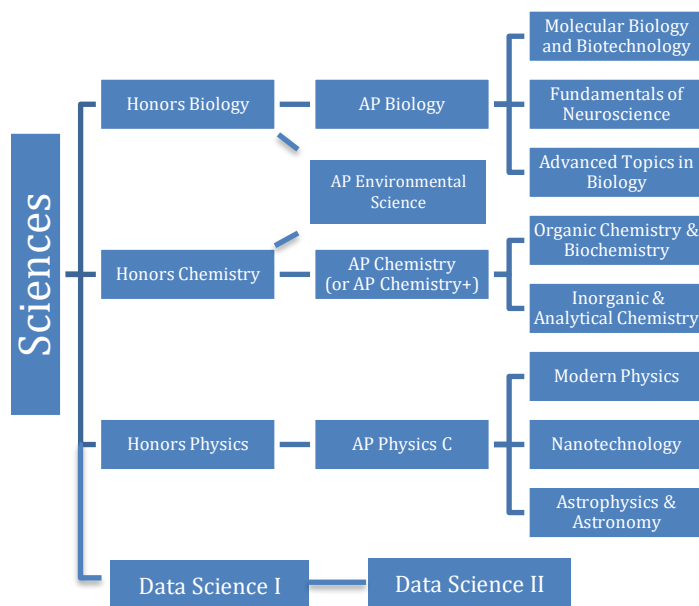 Sciences
Honors Biology
AP Biology
Molecular Biology
and Biotechnology
Fundamentals of
Neuroscience
Advanced Topics in
Biology
AP Environmental
Science
Honors Chemistry
AP Chemistry
(or AP Chemistry+)
Organic Chemistry &
Biochemistry
Inorganic &
Analytical Chemistry
Honors Physics
AP Physics C
Modern Physics
Nanotechnology
Astrophysics &
Astronomy
Data Science I
Data Science II